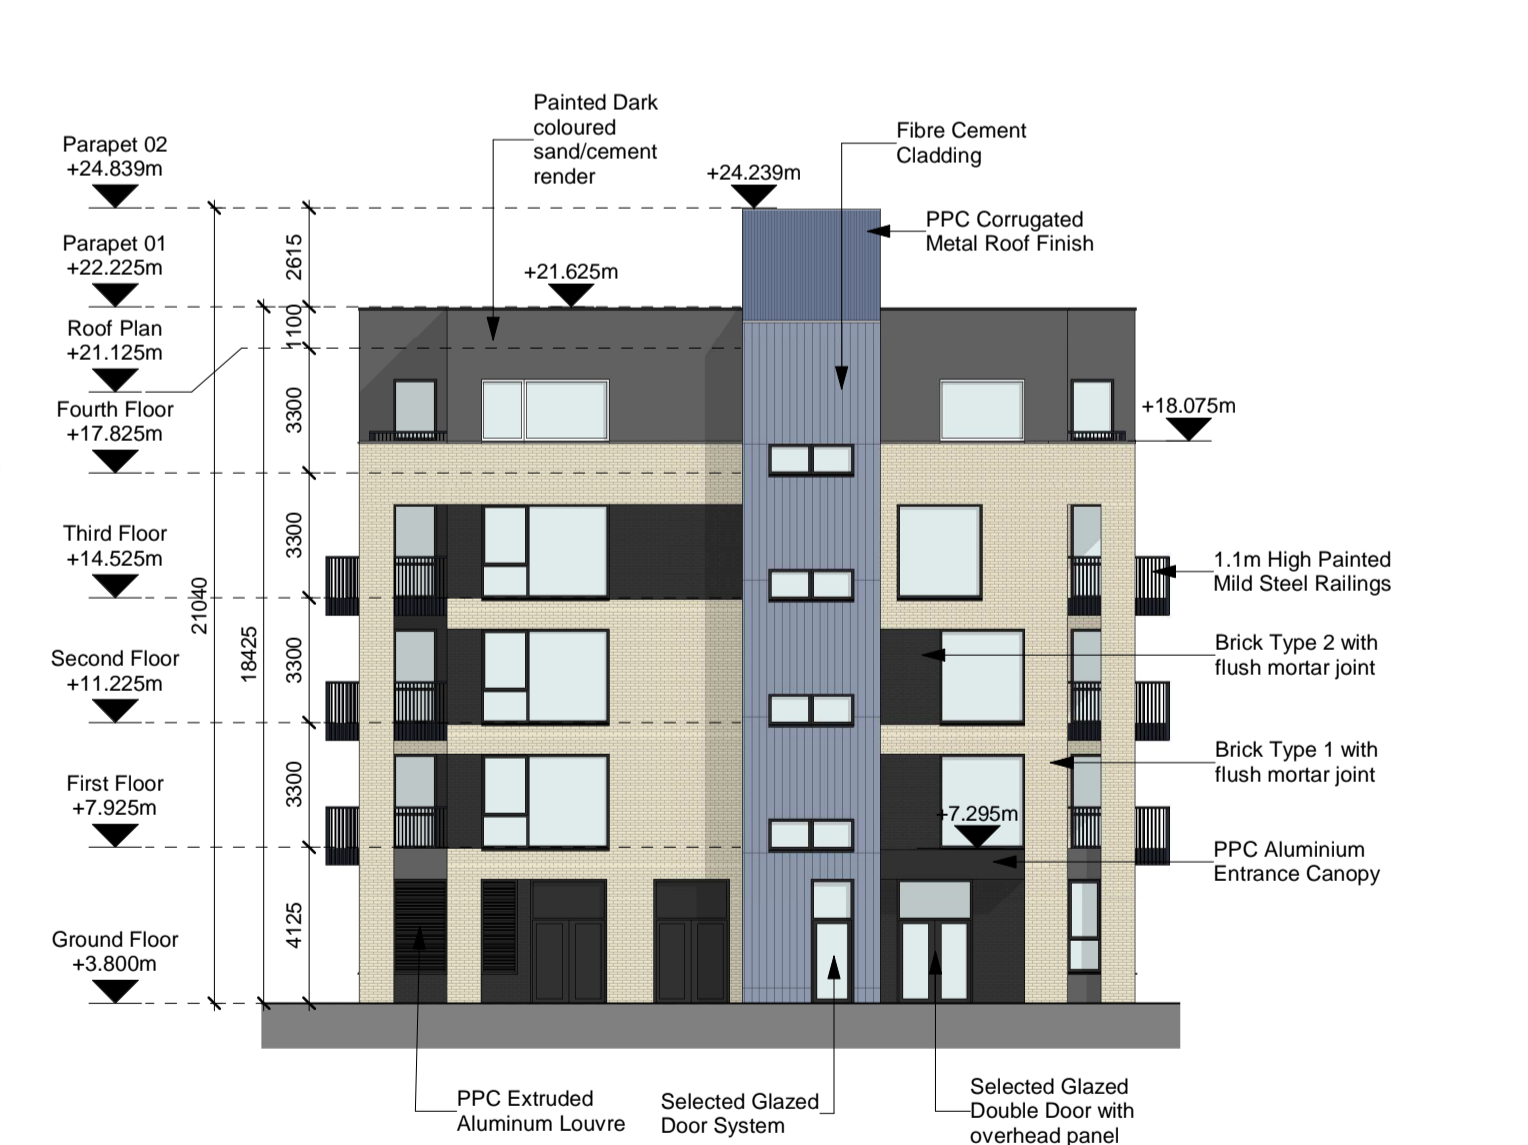 Painted Dark
coloured
sand/cement
render
Fibre Cement
Cladding
Parapet 02
+24.839m
+24.239m
PPC Corrugated
Metal Roof Finish
Parapet 01
+22.225m
2615
+21.625m
Roof Plan
+21.125m
1100
Fourth Floor
+17.825m
3300
+18.075m
Third Floor
+14.525m
3300
1.1m High Painted
Mild Steel Railings
21040
18425
Second Floor
+11.225m
3300
Brick Type 2 with
flush mortar joint
First Floor
+7.925m
3300
Brick Type 1 with
flush mortar joint
+7.295m
PPC Aluminium
Entrance Canopy
Ground Floor
+3.800m
4125
PPC Extruded
Aluminum Louvre
Selected Glazed
Door System
Selected Glazed
Double Door with
overhead panel